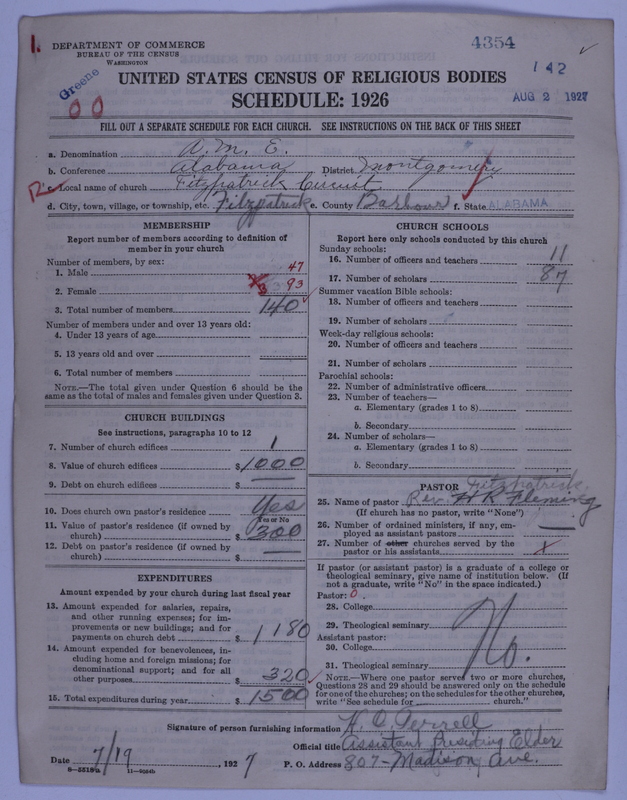 1.
DEPARTMENT OF COMMERCE
BUREAU OF THE CENSUS
WASHINGTON
4354
Greene
00
142
AUG 2 1927
UNITED STATES CENSUS OF RELIGIOUS BODIES
SCHEDULE: 1926
FILL OUT A SEPARATE SCHEDULE FOR EACH CHURCH. SEE INSTRUCTIONS ON THE BACK OF THIS SHEET
a. Denomination A. M. E.
b. Conference Alabama District Montgomery
R c. Local name of church Fitzpatrick Circuit
d. City, town, village, or township, etc. Fitzpatrick e. County Barbour f. State ALABAMA
MEMBERSHIP
Report number of members according to definition of
member in your church
Number of members, by sex:
1. Male 47
2. Female 93
3. Total number of members 140
Number of members under and over 13 years old:
4. Under 13 years of age
5. 13 years old and over
6. Total number of members
NOTE.—The total given under Question 6 should be the
same as the total of males and females given under Question 3.
CHURCH BUILDINGS
See instructions, paragraphs 10 to 12
7. Number of church edifices 1
8. Value of church edifices $1000
9. Debt on church edifices $
10. Does church own pastor's residence Yes
Yes or No
11. Value of pastor's residence (if owned by
church) $ 300
12. Debt on pastor's residence (if owned by
church) $
EXPENDITURES
Amount expended by your church during last fiscal year
13. Amount expended for salaries, repairs,
and other running expenses; for im-
provements or new buildings; and for
payments on church debt $ 1180
14. Amount expended for benevolences, in-
cluding home and foreign missions; for
denominational support; and for all
other purposes $ 320
15. Total expenditures during year $1500
CHURCH SCHOOLS
Report here only schools conducted by this church
Sunday schools:
16. Number of officers and teachers 11
17. Number of scholars 87
Summer vacation Bible schools:
18. Number of officers and teachers
19. Number of scholars
Week-day religious schools:
20. Number of officers and teachers
21. Number of scholars
Parochial schools:
22. Number of administrative officers
23. Number of teachers—
a. Elementary (grades 1 to 8)
b. Secondary
24. Number of scholars—
a. Elementary (grades 1 to 8)
b. Secondary
PASTOR Fitzpatrick
25. Name of pastor Rev. H R Fleming
(If church has no pastor, write "None")
26. Number of ordained ministers, if any, em-
ployed as assistant pastors
27. Number of other churches served by the
pastor or his assistants 1
If pastor (or assistant pastor) is a graduate of a college or
theological seminary, give name of institution below. (If
not a graduate, write "No" in the space indicated.)
Pastor: 0
28. College
29. Theological seminary No.
Assistant pastor:
30. College
31. Theological seminary
NOTE.—Where one pastor serves two or more churches,
Questions 28 and 29 should be answered only on the schedule
for one of the churches; on the schedules for the other churches,
write "See schedule for church."
Signature of person furnishing information
Official title Assistant Presiding Elder
Date 7/19, 1927 P. O. Address 807-Madison Ave.